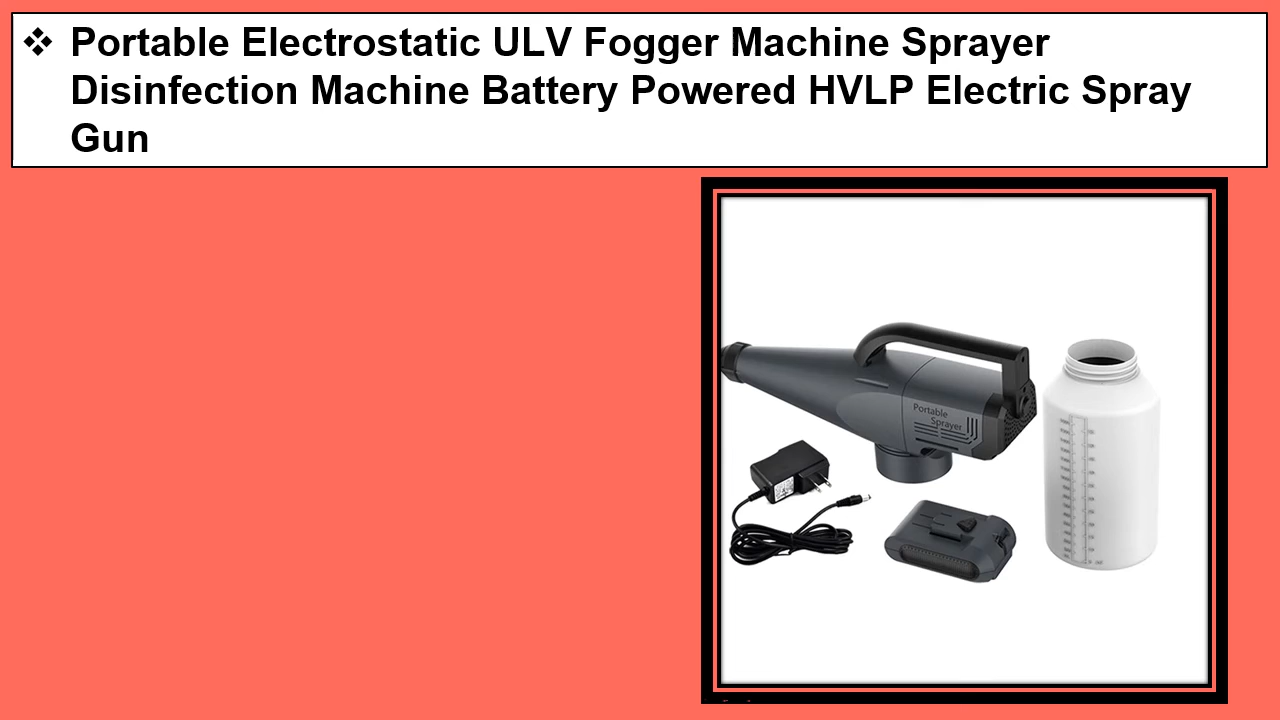 ❖ Portable Electrostatic ULV Fogger Machine Sprayer
Disinfection Machine Battery Powered HVLP Electric Spray
Gun
Portable
Sprayer